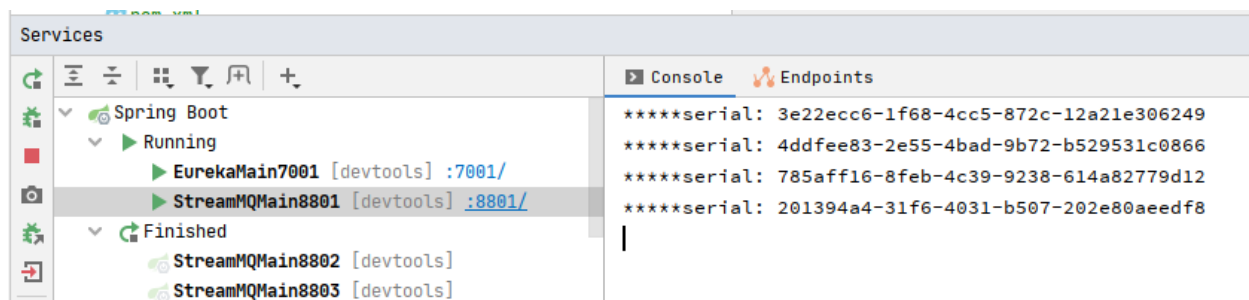 pom.xml
Services
Spring Boot
Running
EurekaMain7001 [devtools] :7001/
StreamMQMain8801 [devtools] :8801/
Finished
StreamMQMain8802 [devtools]
StreamMQMain8803 [devtools]
Console Endpoints
*****serial: 3e22ecc6-1f68-4cc5-872c-12a21e306249
*****serial: 4ddfee83-2e55-4bad-9b72-b529531c0866
*****serial: 785aff16-8feb-4c39-9238-614a82779d12
*****serial: 201394a4-31f6-4031-b507-202e80aeedf8